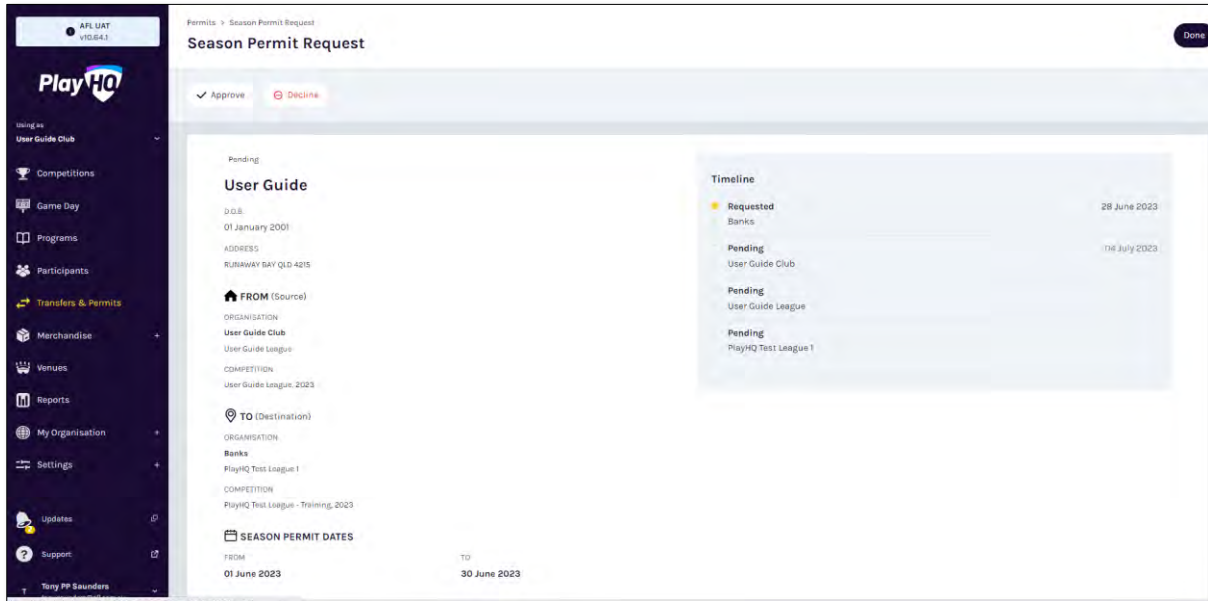 AFL UAT
v10.64.1
PlayHQ
Using as
User Guide Club
Competitions
Game Day
Programs
Participants
Transfers & Permits
Merchandise +
Venues
Reports
My Organisation +
Settings +
Updates
Support
T Tony PP Saunders
Permits > Season Permit Request
Season Permit Request
Done
Approve
Decline
Pending
User Guide
D.O.B.
01 January 2001
ADDRESS
RUNAWAY BAY QLD 4215
FROM (Source)
ORGANISATION
User Guide Club
User Guide League
COMPETITION
User Guide League, 2023
TO (Destination)
ORGANISATION
Banks
PlayHQ Test League 1
COMPETITION
PlayHQ Test League - Training, 2023
SEASON PERMIT DATES
FROM TO
01 June 2023 30 June 2023
Timeline
Requested 28 June 2023
Banks
Pending 04 July 2023
User Guide Club
Pending
User Guide League
Pending
PlayHQ Test League 1